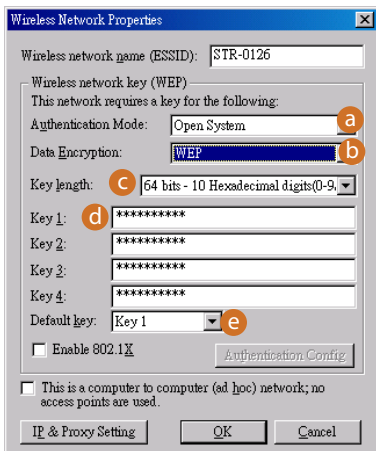 Wireless Network Properties
Wireless network name (ESSID): STR-0126
Wireless network key (WEP)
This network requires a key for the following:
Authentication Mode: Open System a
Data Encryption: WEP b
Key length: c 64 bits - 10 Hexadecimal digits(0-9,
Key 1: d **********
Key 2: **********
Key 3: **********
Key 4: **********
Default key: Key 1 e
Enable 802.1X
Authentication Config
This is a computer to computer (ad hoc) network; no
access points are used.
IP & Proxy Setting OK Cancel